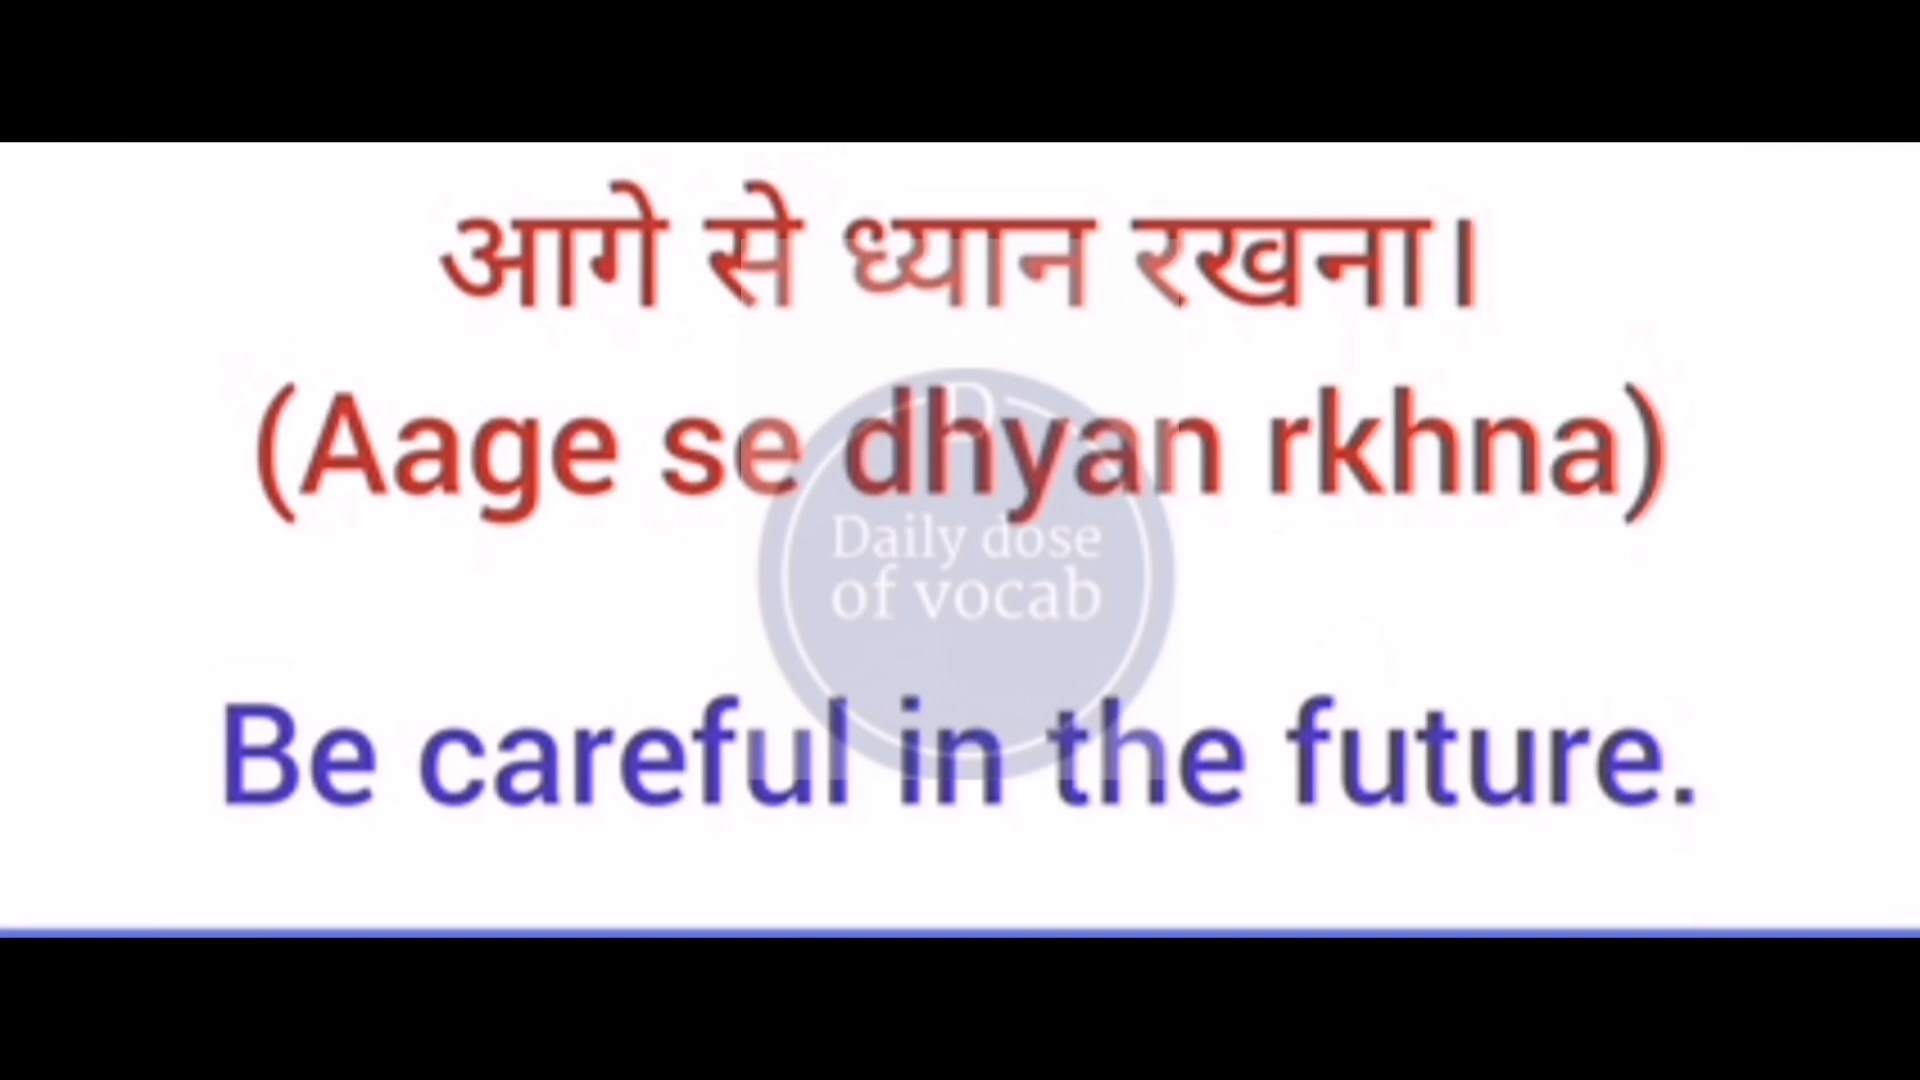 आगे से ध्यान रखना।
(Aage se dhyan rkhna)
D
Daily dose
of vocab
Be careful in the future.